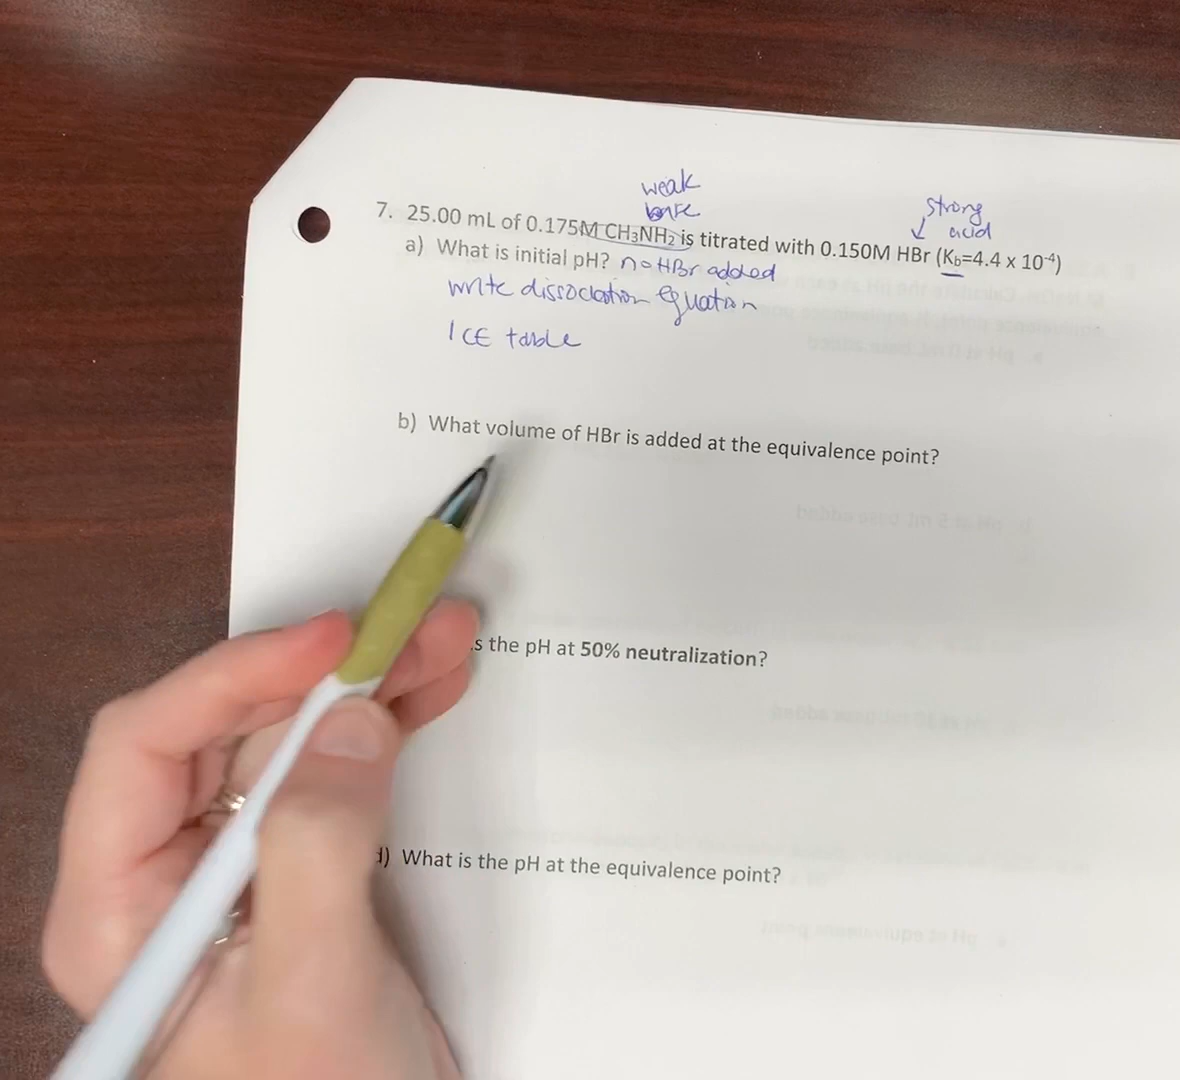 weak
base
strong
↓ acid
7. 25.00 mL of 0.175M CH₃NH₂ is titrated with 0.150M HBr (K_b=4.4 x 10⁻⁴)
a) What is initial pH? no HBr added
write dissociation Equation
ICE table
b) What volume of HBr is added at the equivalence point?
s the pH at 50% neutralization?
d) What is the pH at the equivalence point?